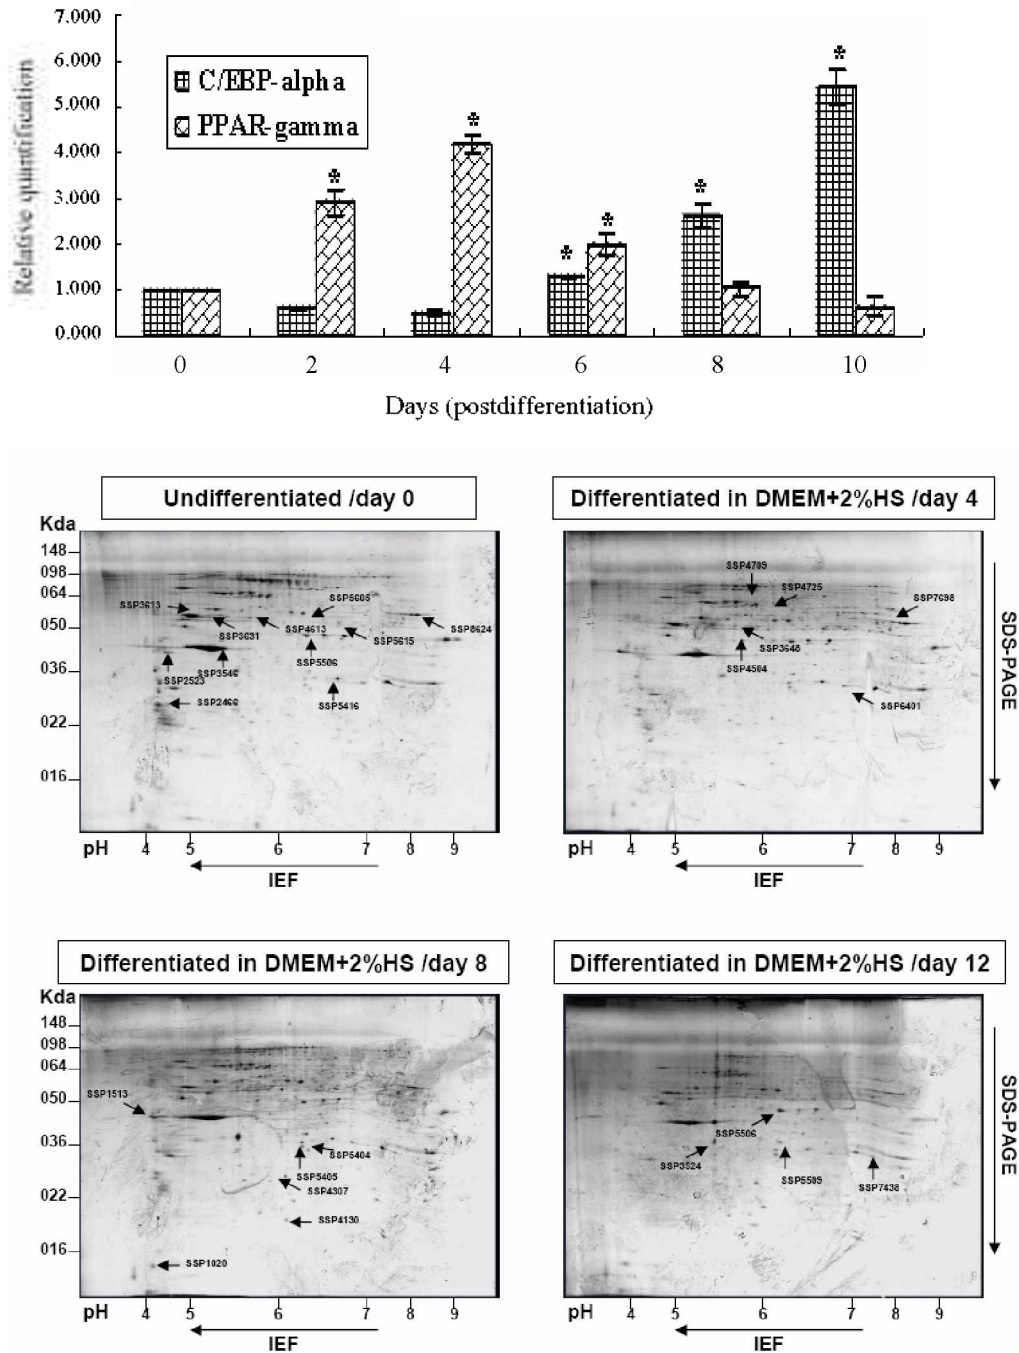 7.000
6.000
5.000
4.000
3.000
2.000
1.000
0.000
Relative quantification
C/EBP-alpha
PPAR-gamma
* * * * * *
0 2 4 6 8 10
Days (postdifferentiation)
Undifferentiated /day 0
Kda
148
098
064
050
036
022
016
SSP3613
SSP3631
SSP4613
SSP5605
SSP5615
SSP8624
SSP5506
SSP2523
SSP3546
SSP2466
SSP5416
pH 4 5 6 7 8 9
IEF
Differentiated in DMEM+2%HS /day 4
SSP4709
SSP4725
SSP7698
SSP3648
SSP4504
SSP6401
SDS-PAGE
pH 4 5 6 7 8 9
IEF
Differentiated in DMEM+2%HS /day 8
Kda
148
098
064
050
036
022
016
SSP1513
SSP5404
SSP5405
SSP4307
SSP4130
SSP1020
pH 4 5 6 7 8 9
IEF
Differentiated in DMEM+2%HS /day 12
SSP5506
SSP3524
SSP5509
SSP7438
SDS-PAGE
pH 4 5 6 7 8 9
IEF